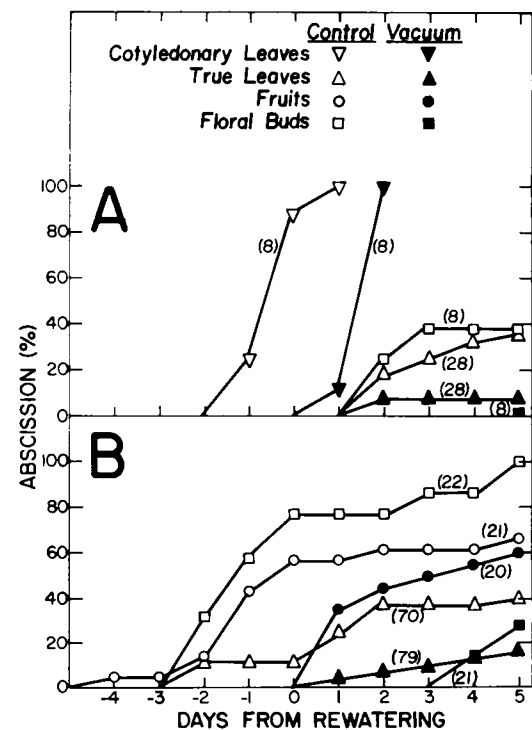 Control Vacuum
Cotyledonary Leaves
True Leaves
Fruits
Floral Buds
A
100
80
60
40
20
0
(8)
(8)
(8)
(28)
(28)
(8)
ABSCISSION (%)
B
80
60
40
20
0
(22)
(21)
(20)
(70)
(79)
(21)
-4 -3 -2 -1 0 1 2 3 4 5
DAYS FROM REWATERING